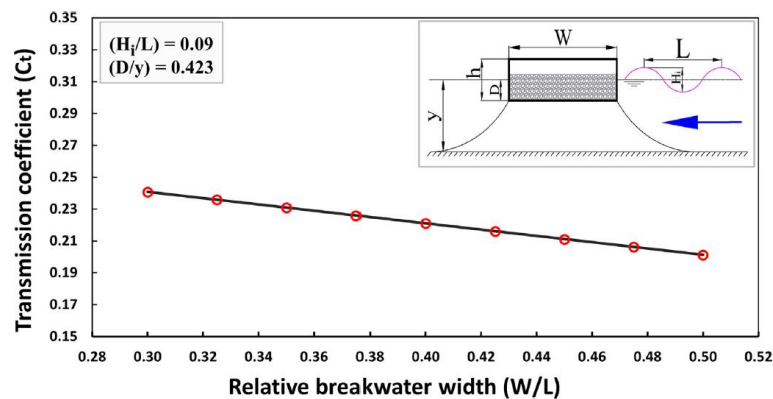 (Hi/L) = 0.09
(D/y) = 0.423
W
L
h
D
Hi
y
Transmission coefficient (Ct)
0.35
0.33
0.31
0.29
0.27
0.25
0.23
0.21
0.19
0.17
0.15
0.28 0.30 0.32 0.34 0.36 0.38 0.40 0.42 0.44 0.46 0.48 0.50 0.52
Relative breakwater width (W/L)